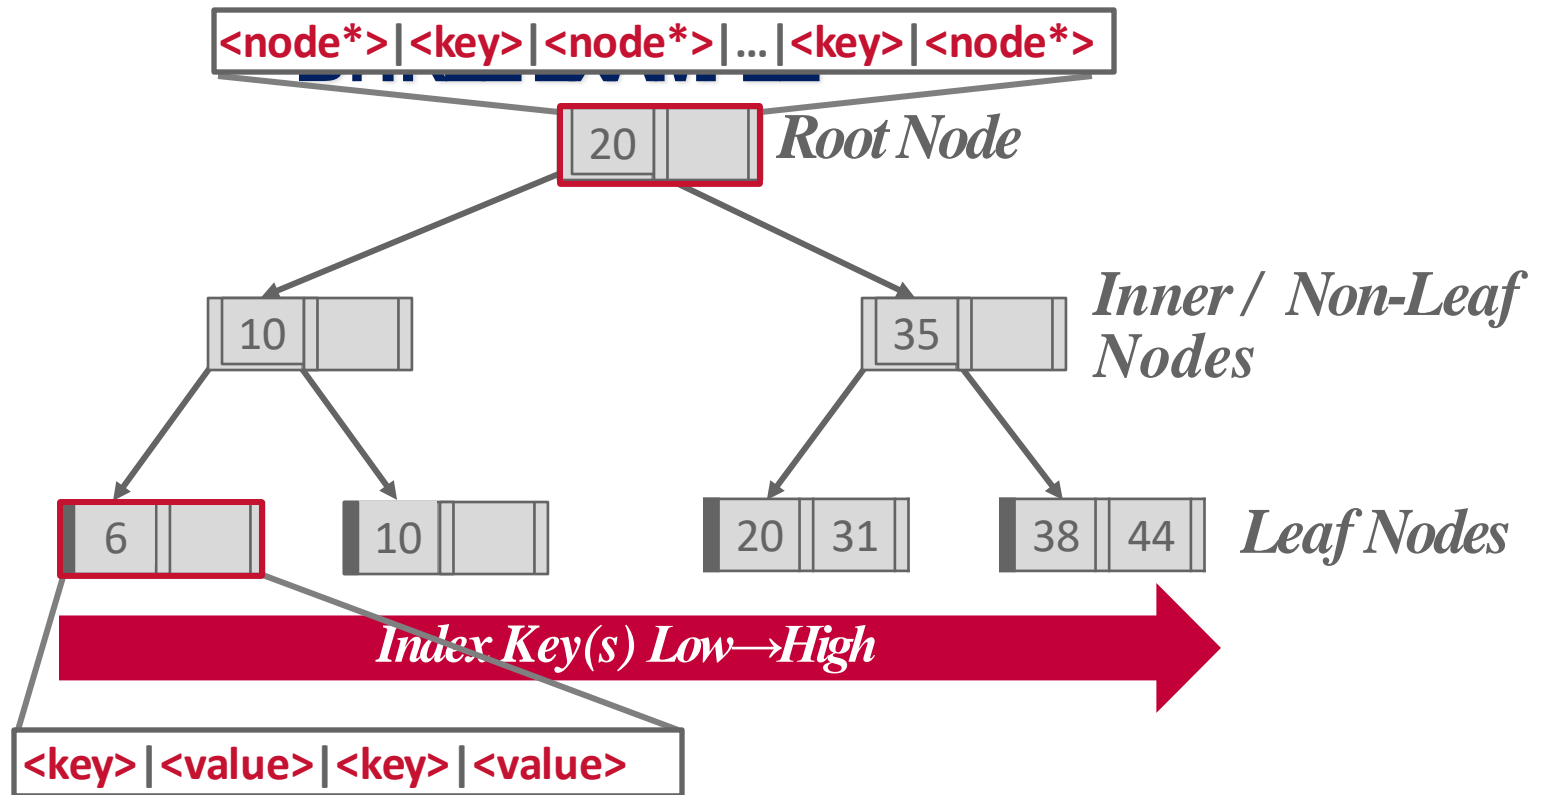 <node*>|<key>|<node*>|...|<key>|<node*>
20
Root Node
10
35
Inner / Non-Leaf
Nodes
6
10
20 31
38 44
Leaf Nodes
Index Key(s) Low→High
<key>|<value>|<key>|<value>